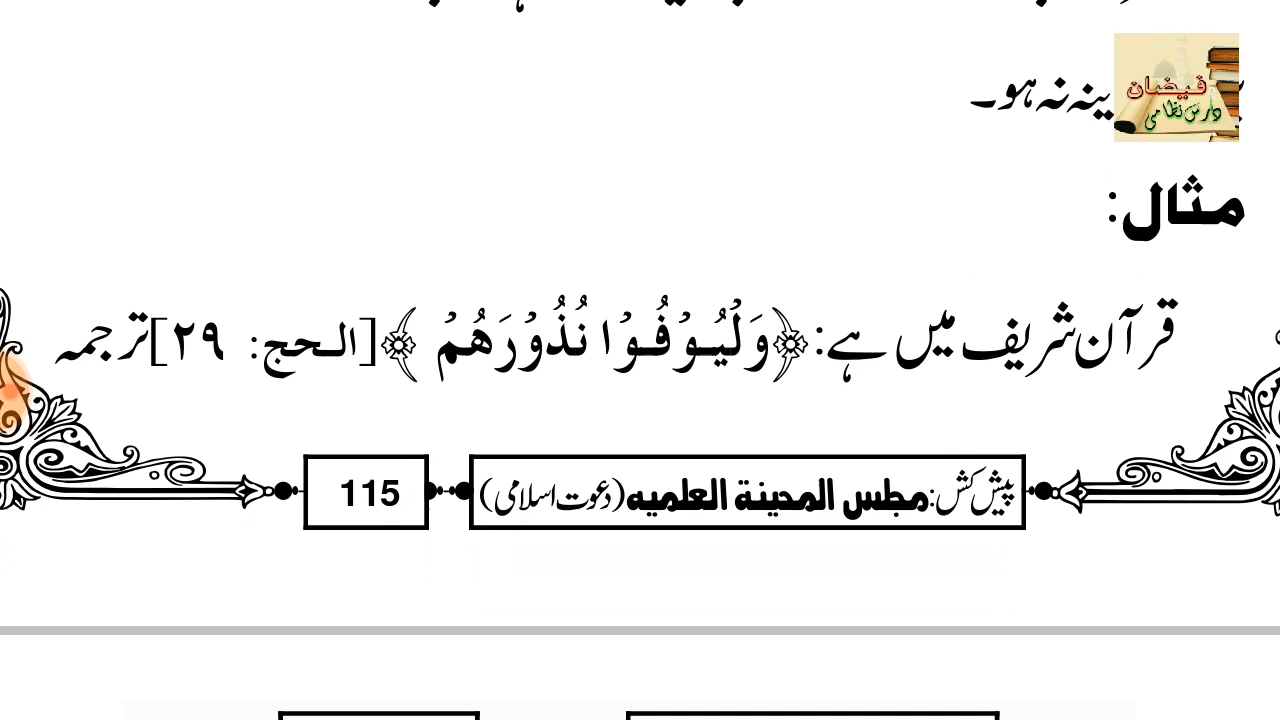 ینہ نہ ہو۔
فیضان
درس نظامی
مثال:
قرآن شریف میں ہے: ﴿وَلْیُوْفُوْا نُذُوْرَهُمْ﴾ [الحج: ۲۹] ترجمہ
پیش کش: مجلس المدینة العلمیه (دعوت اسلامی)
115